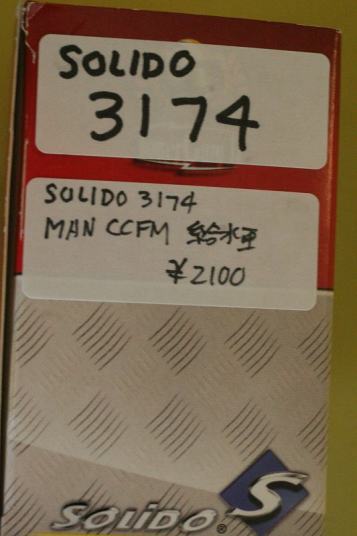 SOLIDO
3174
SOLIDO 3174
MAN CCFM 給水車
¥2100
SOLIDO®
S